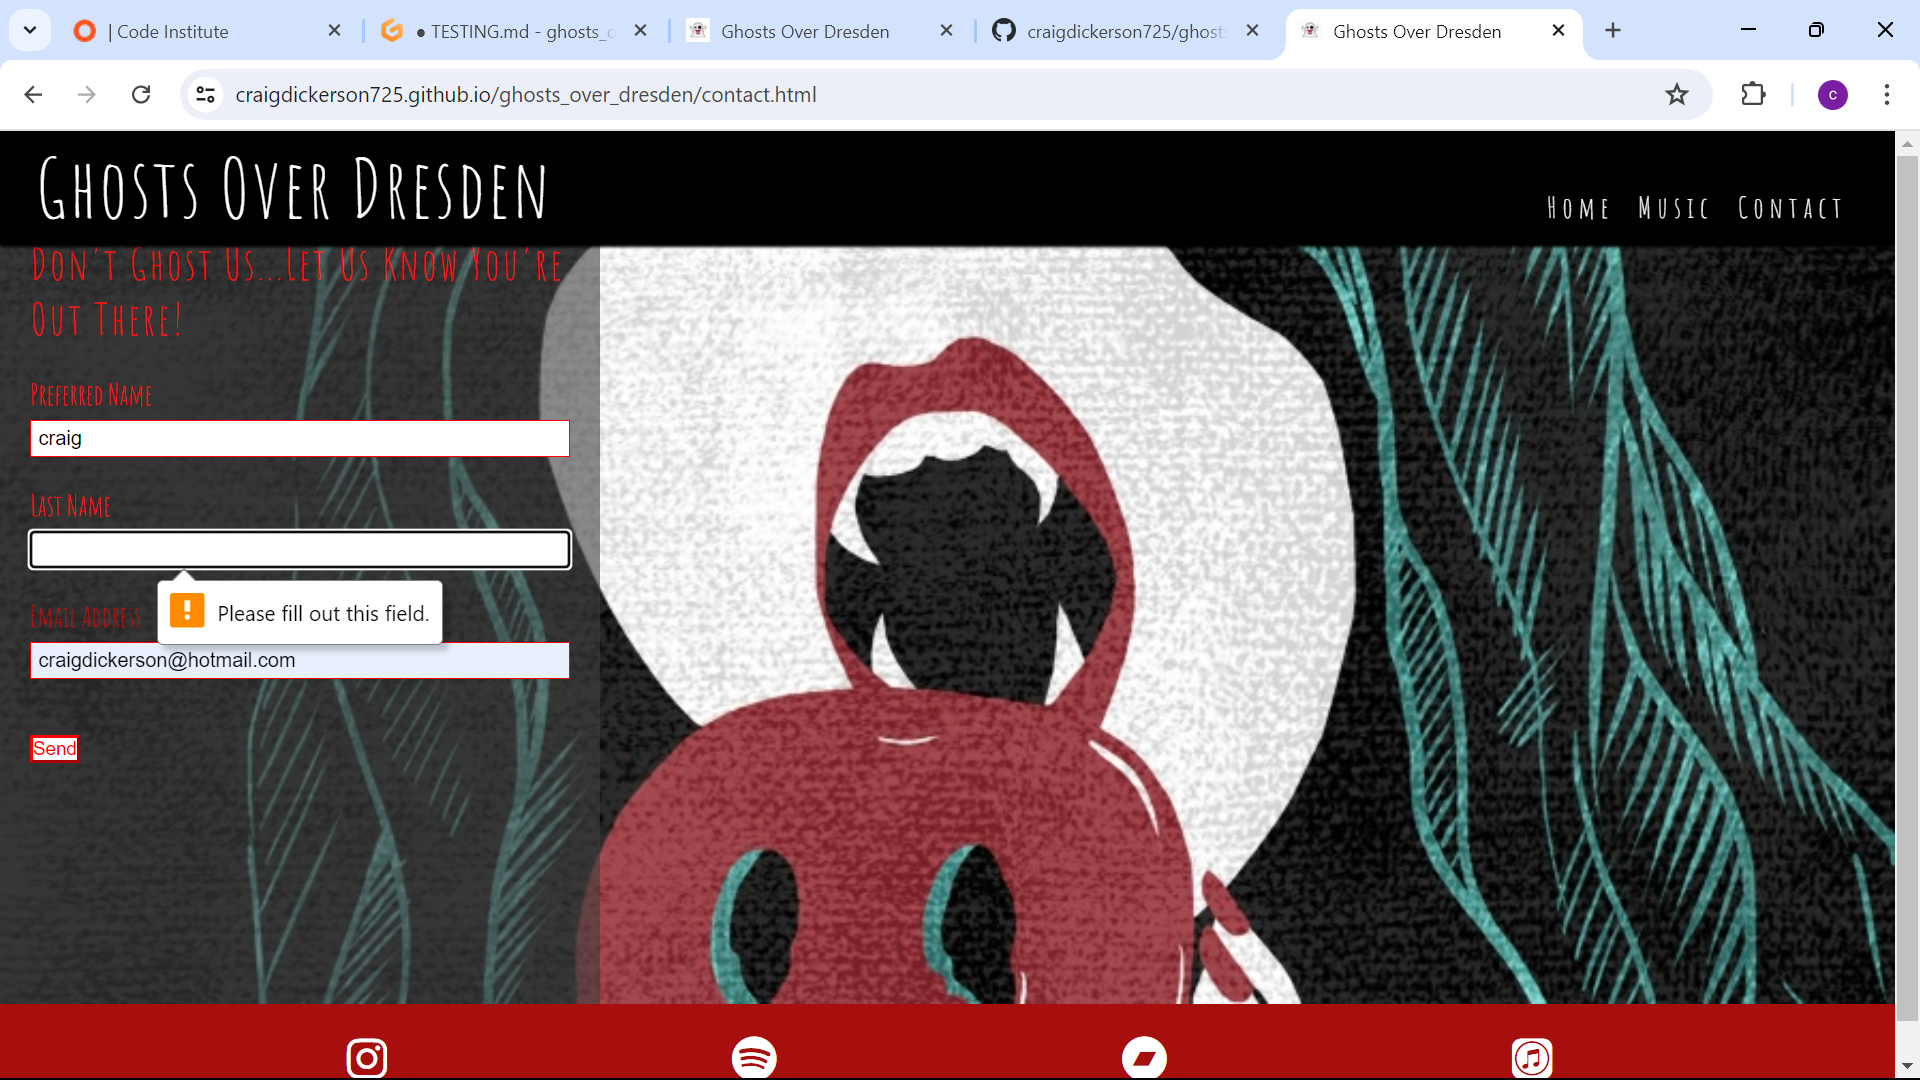 | Code Institute
● TESTING.md - ghosts_o
Ghosts Over Dresden
craigdickerson725/ghost
Ghosts Over Dresden
craigdickerson725.github.io/ghosts_over_dresden/contact.html
c
Ghosts Over Dresden
Home Music Contact
Don't Ghost Us...Let Us Know You're
Out There!
Preferred Name
craig
Last Name
Please fill out this field.
Email Address
craigdickerson@hotmail.com
Send